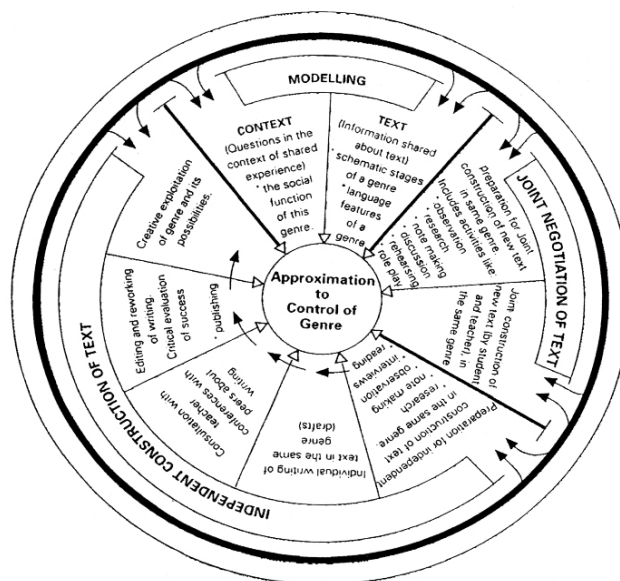 MODELLING
CONTEXT
(Questions in the
context of shared
experience)
• the social
function of
this
genre.
TEXT
(Information shared
about text)
• schematic stages
of a genre
• language
features
of a
genre
JOINT NEGOTIATION OF TEXT
preparation for Joint
construction of new text
in same genre.
Includes activities like:
• observation
• research
• note making
• discussion
• rehearsing
• role play
Joint construction of
new text (by student
and teacher), in
the same genre
INDEPENDENT CONSTRUCTION OF TEXT
Preparation for independent
construction of text
in the same genre.
• research
• note making
• observation
• interviews
• reading
Individual writing of
text in the same
genre
(drafts)
Consultation with
teacher
conferences with
peers about
writing
Editing and reworking
of writing.
Critical evaluation
of success
• publishing
Creative exploitation
of genre and its
possibilities.
Approximation
to
Control of
Genre